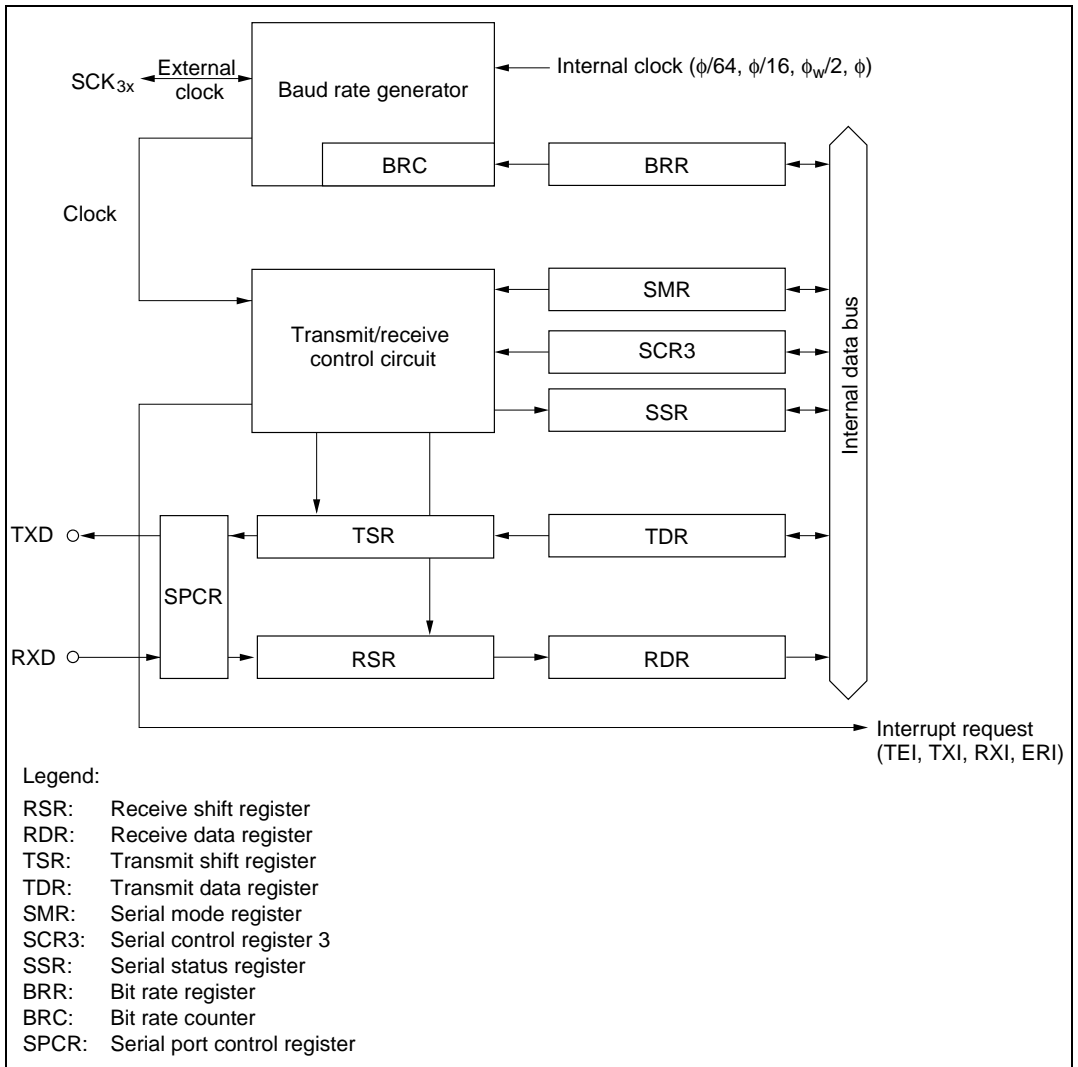 SCK3x
External
clock
Baud rate generator
Internal clock (ϕ/64, ϕ/16, ϕw/2, ϕ)
BRC
BRR
Clock
Transmit/receive
control circuit
SMR
SCR3
SSR
Internal data bus
TXD
SPCR
TSR
TDR
RXD
RSR
RDR
Interrupt request
(TEI, TXI, RXI, ERI)
Legend:
RSR: Receive shift register
RDR: Receive data register
TSR: Transmit shift register
TDR: Transmit data register
SMR: Serial mode register
SCR3: Serial control register 3
SSR: Serial status register
BRR: Bit rate register
BRC: Bit rate counter
SPCR: Serial port control register